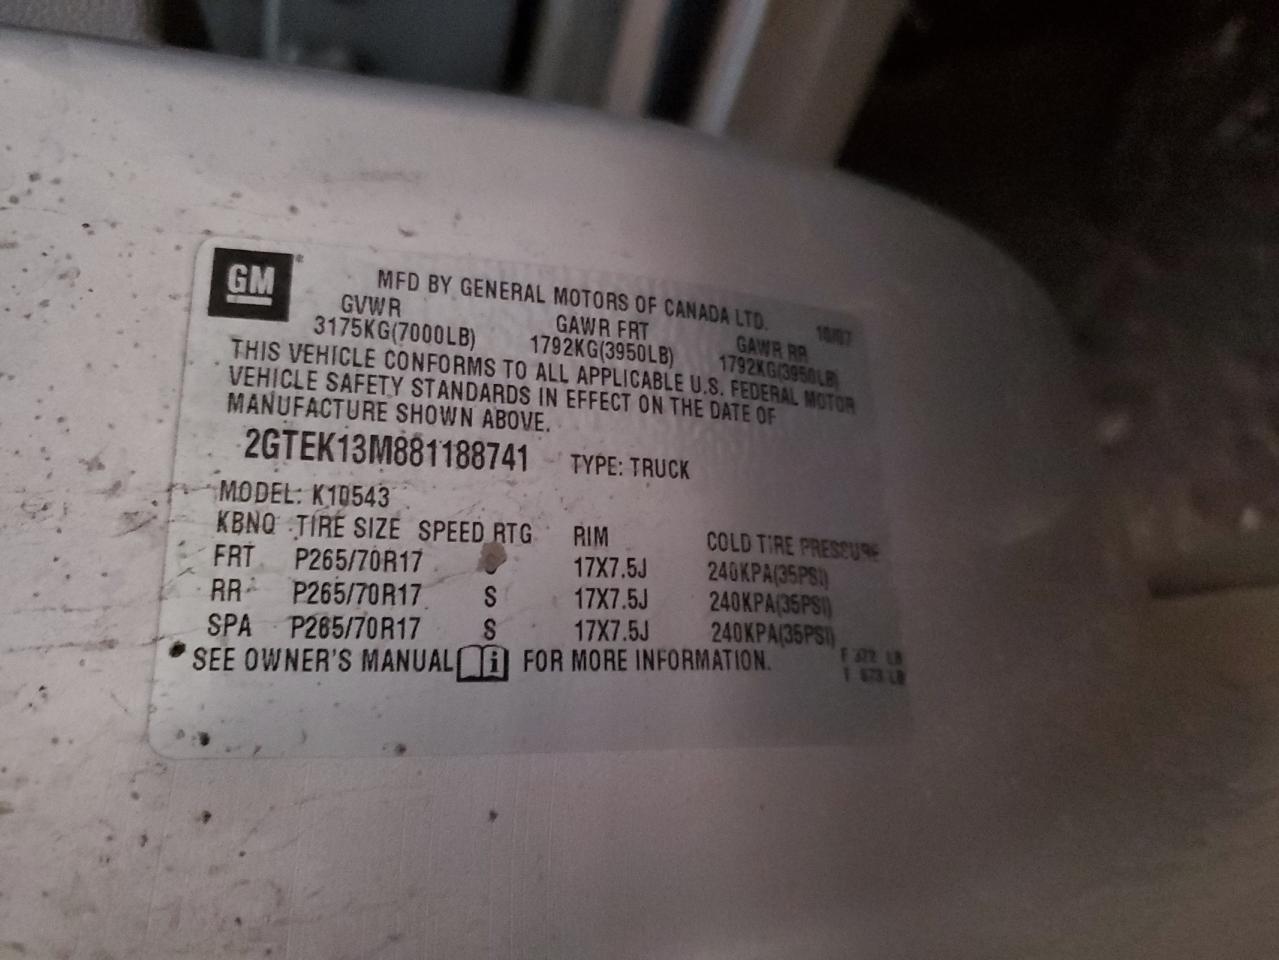 GM
MFD BY GENERAL MOTORS OF CANADA LTD. 10/07
GVWR GAWR FRT GAWR RR
3175KG(7000LB) 1792KG(3950LB) 1792KG(3950LB)
THIS VEHICLE CONFORMS TO ALL APPLICABLE U.S. FEDERAL MOTOR
VEHICLE SAFETY STANDARDS IN EFFECT ON THE DATE OF
MANUFACTURE SHOWN ABOVE.
2GTEK13M881188741 TYPE: TRUCK
MODEL: K10543
KBNQ TIRE SIZE SPEED RTG RIM COLD TIRE PRESSURE
FRT P265/70R17 17X7.5J 240KPA(35PSI)
RR P265/70R17 S 17X7.5J 240KPA(35PSI)
SPA P265/70R17 S 17X7.5J 240KPA(35PSI)
SEE OWNER'S MANUAL i FOR MORE INFORMATION.
LB
LB